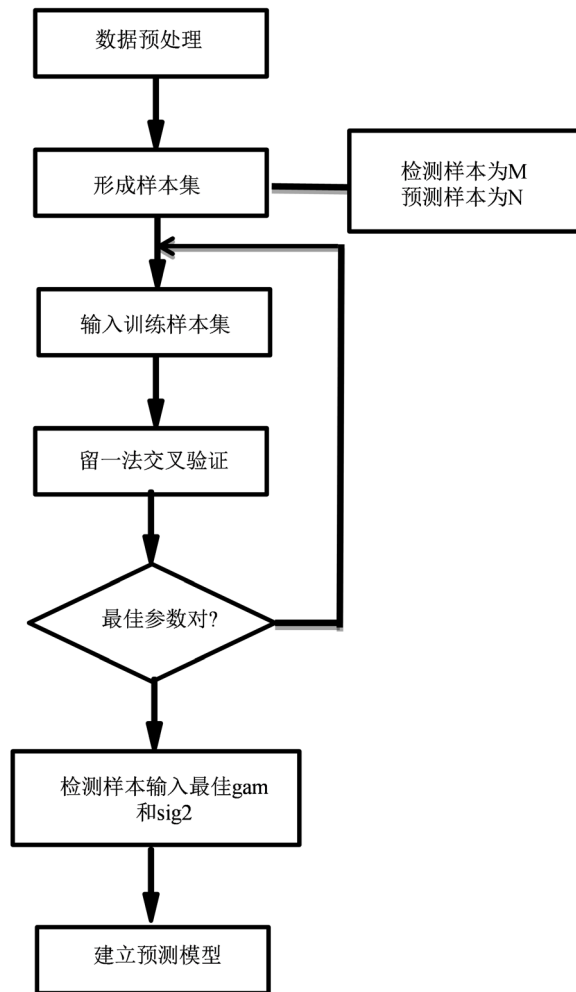 数据预处理
形成样本集
检测样本为M
预测样本为N
输入训练样本集
留一法交叉验证
最佳参数对?
检测样本输入最佳gam
和sig2
建立预测模型